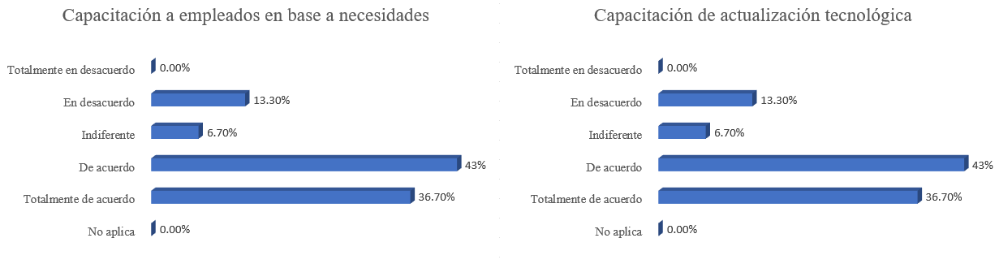 Capacitación a empleados en base a necesidades
Totalmente en desacuerdo 0.00%
En desacuerdo 13.30%
Indiferente 6.70%
De acuerdo 43%
Totalmente de acuerdo 36.70%
No aplica 0.00%
Capacitación de actualización tecnológica
Totalmente en desacuerdo 0.00%
En desacuerdo 13.30%
Indiferente 6.70%
De acuerdo 43%
Totalmente de acuerdo 36.70%
No aplica 0.00%